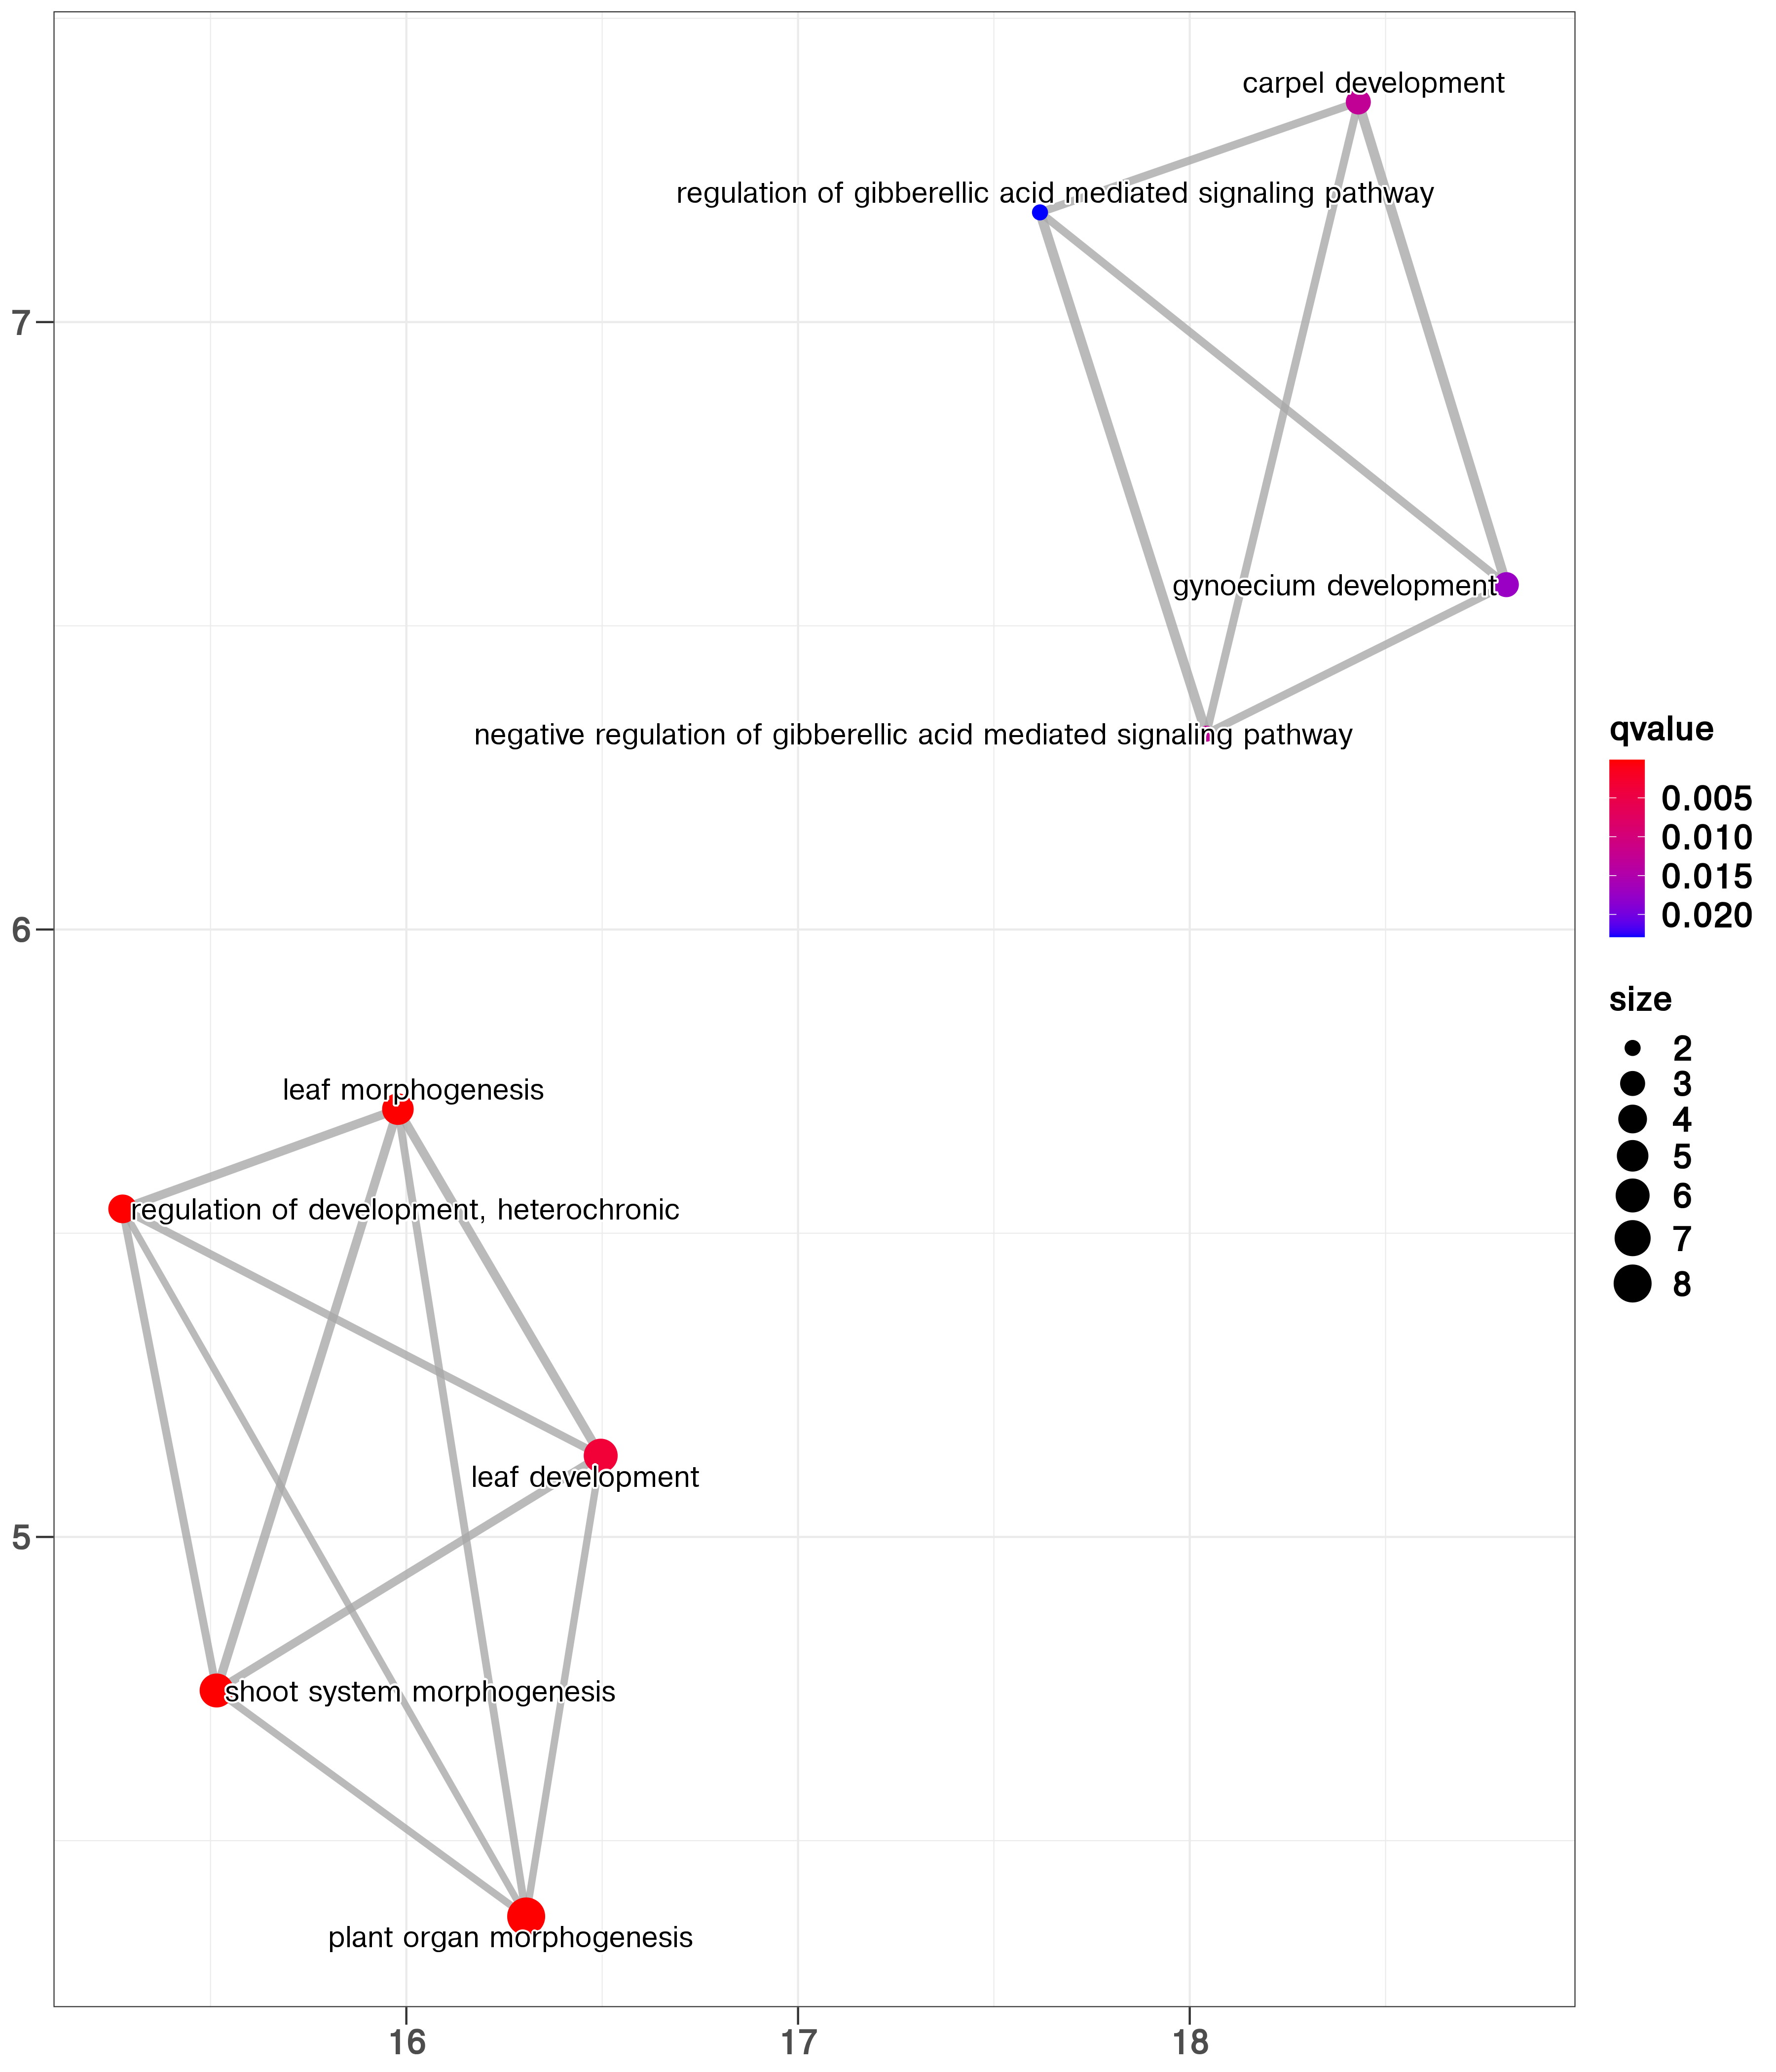 carpel development
regulation of gibberellic acid mediated signaling pathway
7
gynoecium development
negative regulation of gibberellic acid mediated signaling pathway
qvalue
0.005
0.010
0.015
0.020
6
size
2
3
4
5
6
7
8
leaf morphogenesis
regulation of development, heterochronic
leaf development
5
shoot system morphogenesis
plant organ morphogenesis
16 17 18